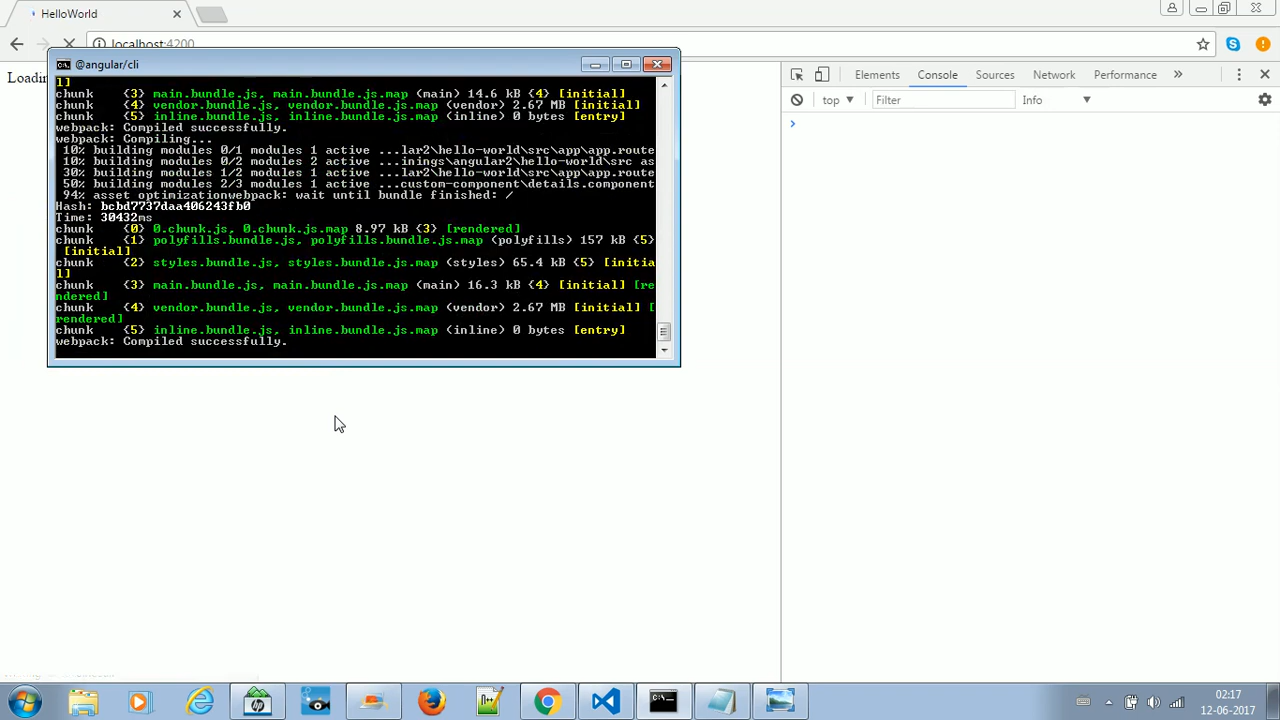 HelloWorld
localhost:4200
Loadin
@angular/cli
l]
chunk {3} main.bundle.js, main.bundle.js.map (main) 14.6 kB {4} [initial]
chunk {4} vendor.bundle.js, vendor.bundle.js.map (vendor) 2.67 MB [initial]
chunk {5} inline.bundle.js, inline.bundle.js.map (inline) 0 bytes [entry]
webpack: Compiled successfully.
webpack: Compiling...
10% building modules 0/1 modules 1 active ...lar2\hello-world\src\app\app.route
10% building modules 0/2 modules 2 active ...inings\angular2\hello-world\src as
30% building modules 1/2 modules 1 active ...lar2\hello-world\src\app\app.route
50% building modules 2/3 modules 1 active ...custom-component\details.component
94% asset optimizationwebpack: wait until bundle finished: /
Hash: bcbd7737daa406243fb0
Time: 30432ms
chunk {0} 0.chunk.js, 0.chunk.js.map 8.97 kB {3} [rendered]
chunk {1} polyfills.bundle.js, polyfills.bundle.js.map (polyfills) 157 kB {5}
[initial]
chunk {2} styles.bundle.js, styles.bundle.js.map (styles) 65.4 kB {5} [initia
l]
chunk {3} main.bundle.js, main.bundle.js.map (main) 16.3 kB {4} [initial] [re
ndered]
chunk {4} vendor.bundle.js, vendor.bundle.js.map (vendor) 2.67 MB [initial] [
rendered]
chunk {5} inline.bundle.js, inline.bundle.js.map (inline) 0 bytes [entry]
webpack: Compiled successfully.
Elements Console Sources Network Performance »
top Filter Info
>
02:17
12-06-2017